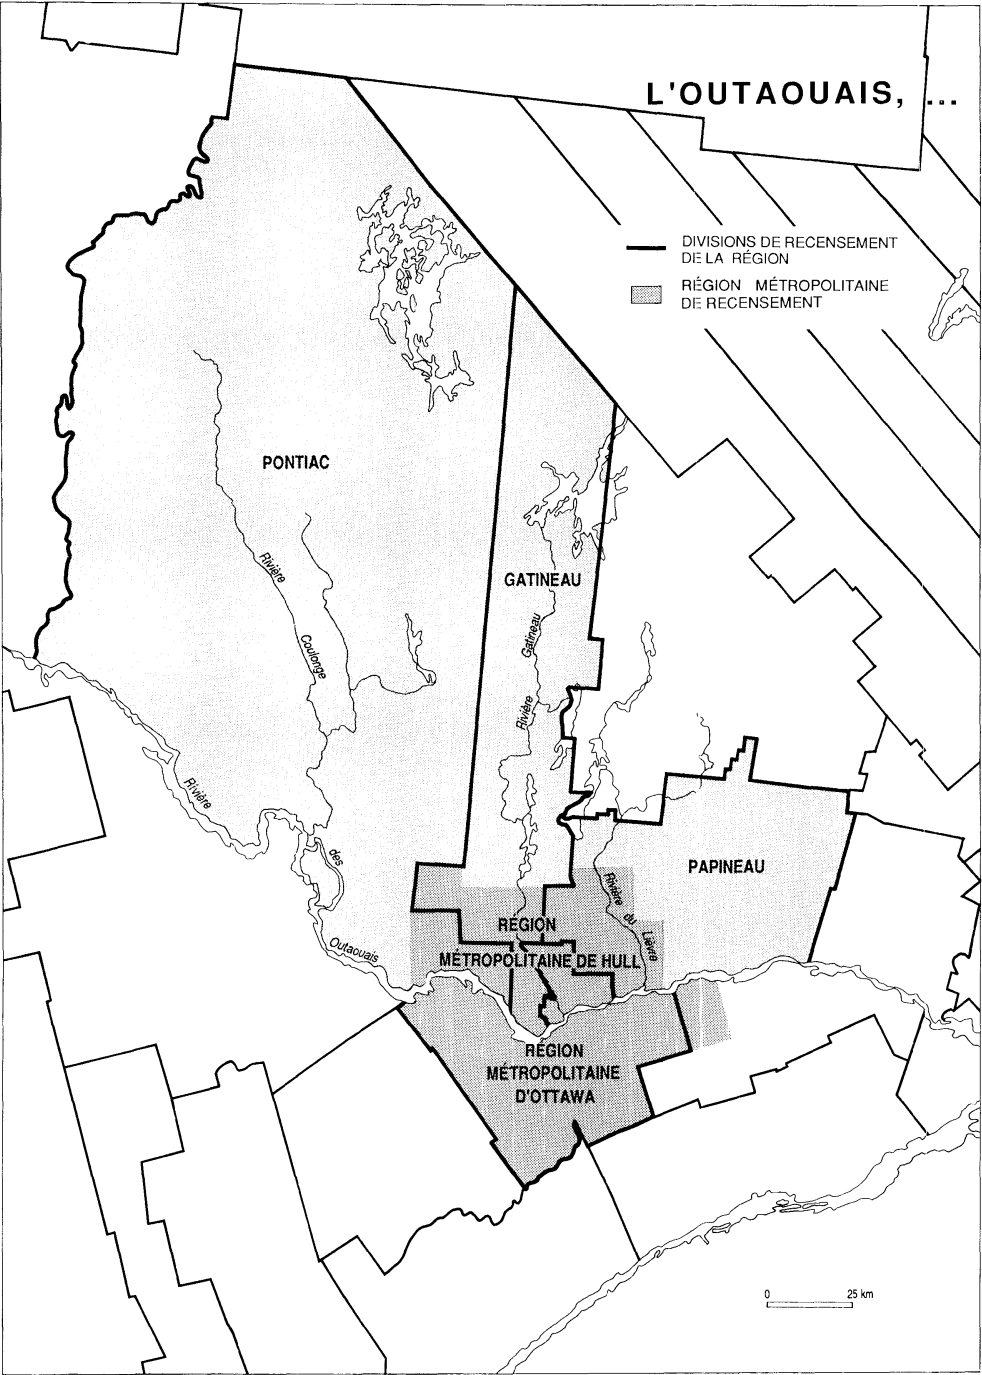 L'OUTAOUAIS, ...
DIVISIONS DE RECENSEMENT
DE LA RÉGION
RÉGION MÉTROPOLITAINE
DE RECENSEMENT
PONTIAC
GATINEAU
PAPINEAU
Rivière
Coulonge
Rivière
Gatineau
Rivière
des
Outaouais
Rivière du Lièvre
RÉGION
MÉTROPOLITAINE DE HULL
RÉGION
MÉTROPOLITAINE
D'OTTAWA
0 25 km